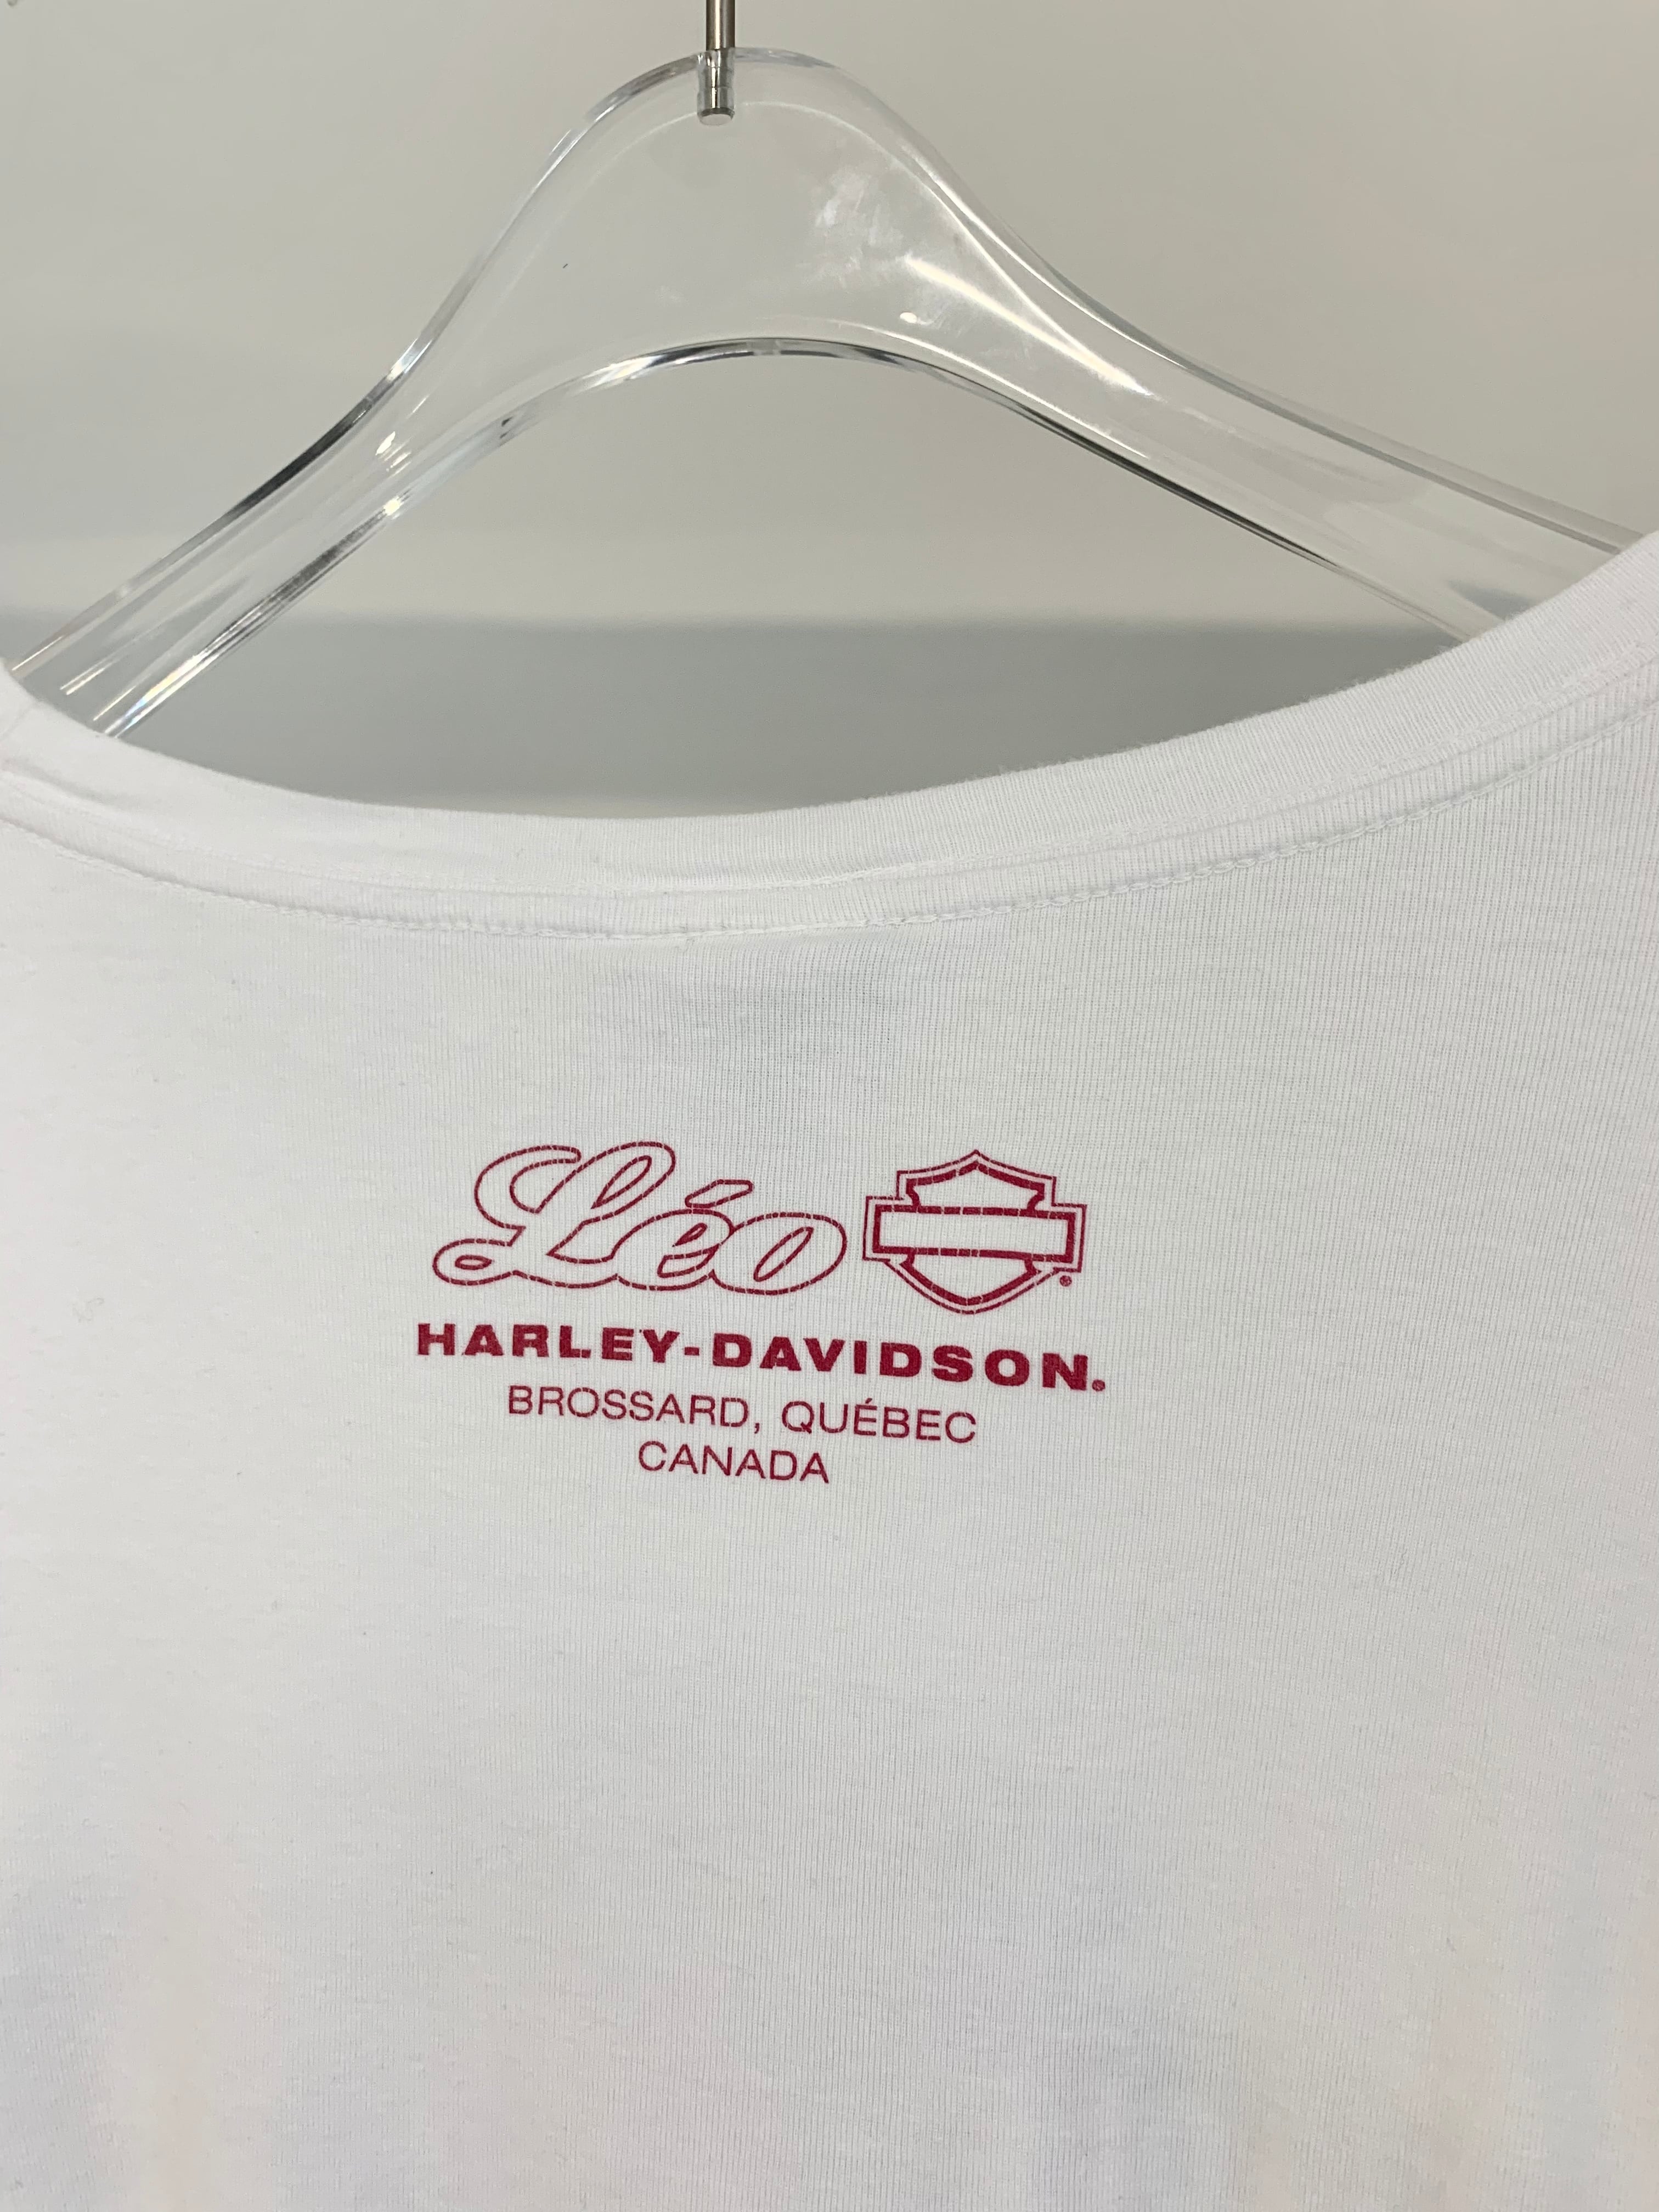 Léo
HARLEY-DAVIDSON®
BROSSARD, QUÉBEC
CANADA